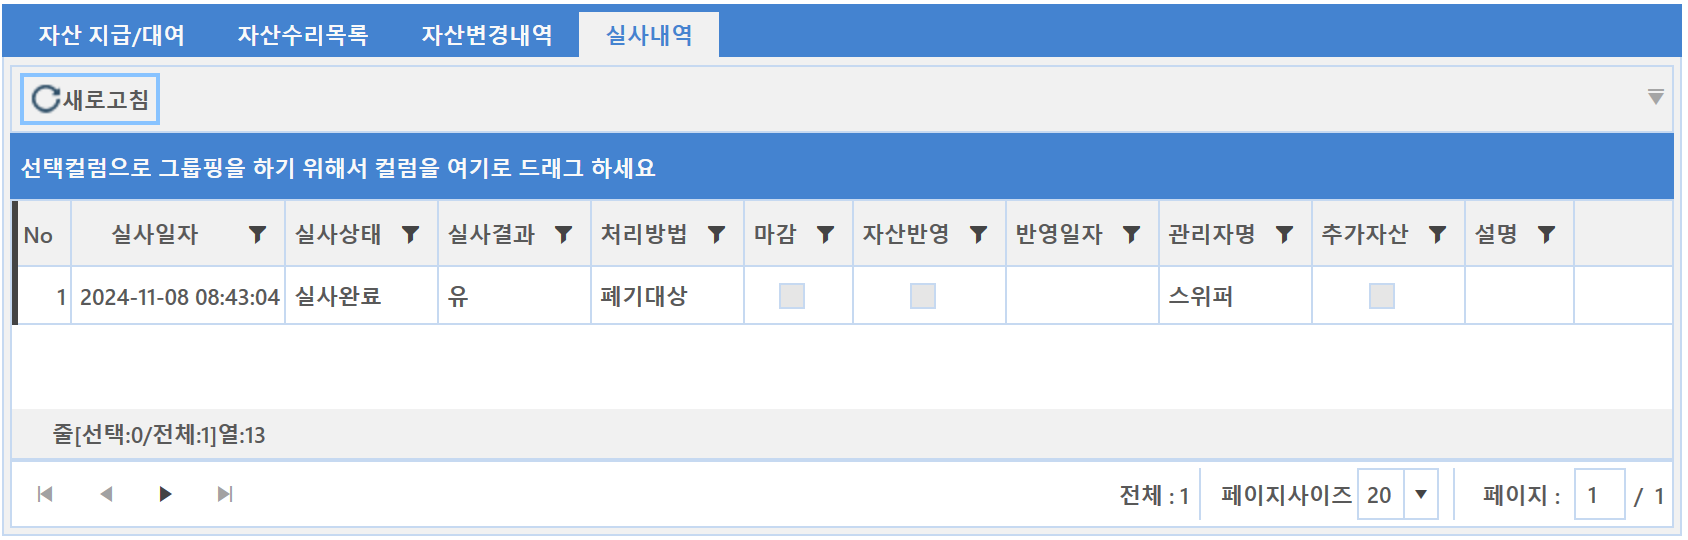 자산 지급/대여 자산수리목록 자산변경내역 실사내역
새로고침
선택컬럼으로 그룹핑을 하기 위해서 컬럼을 여기로 드래그 하세요
No 실사일자 실사상태 실사결과 처리방법 마감 자산반영 반영일자 관리자명 추가자산 설명
1 2024-11-08 08:43:04 실사완료 유 폐기대상 스위퍼
줄[선택:0/전체:1]열:13
전체 : 1 페이지사이즈 20 페이지 : 1 / 1